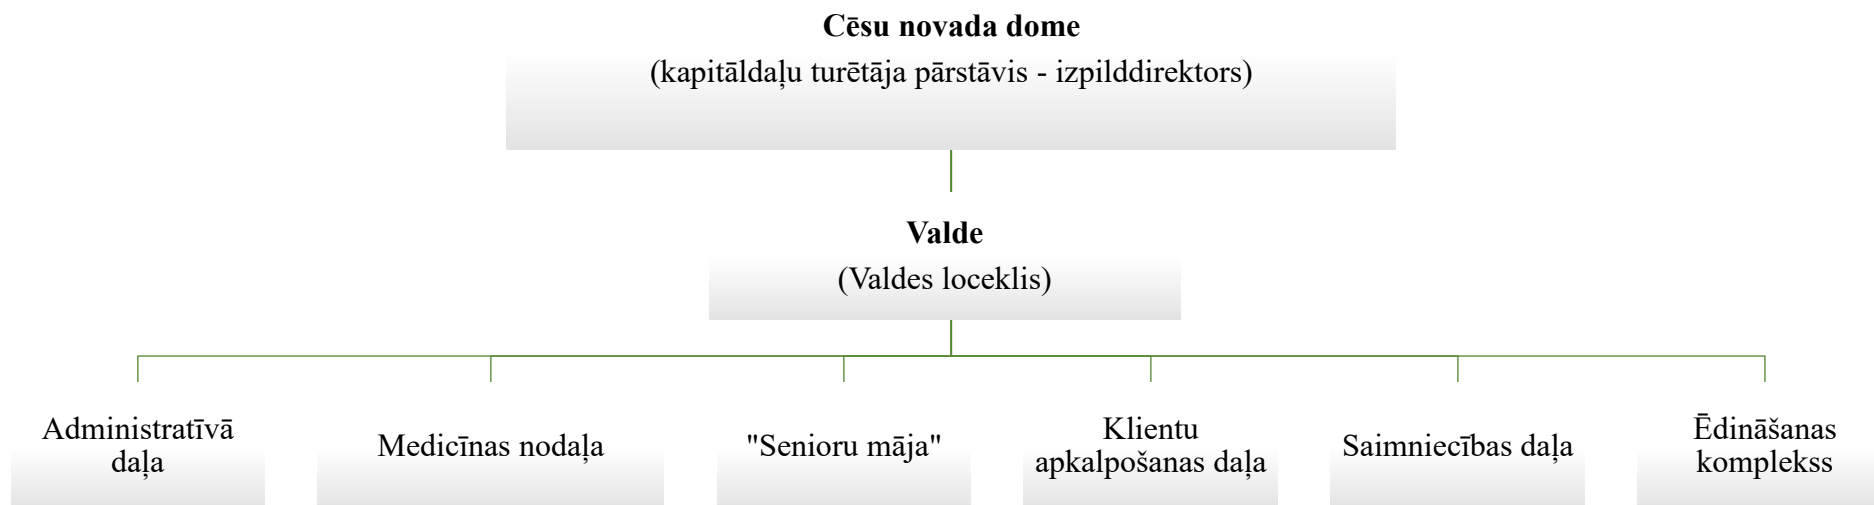 Cēsu novada dome
(kapitāldaļu turētāja pārstāvis - izpilddirektors)
Valde
(Valdes loceklis)
Administratīvā
daļa
Medicīnas nodaļa
"Senioru māja"
Klientu
apkalpošanas daļa
Saimniecības daļa
Ēdināšanas
komplekss